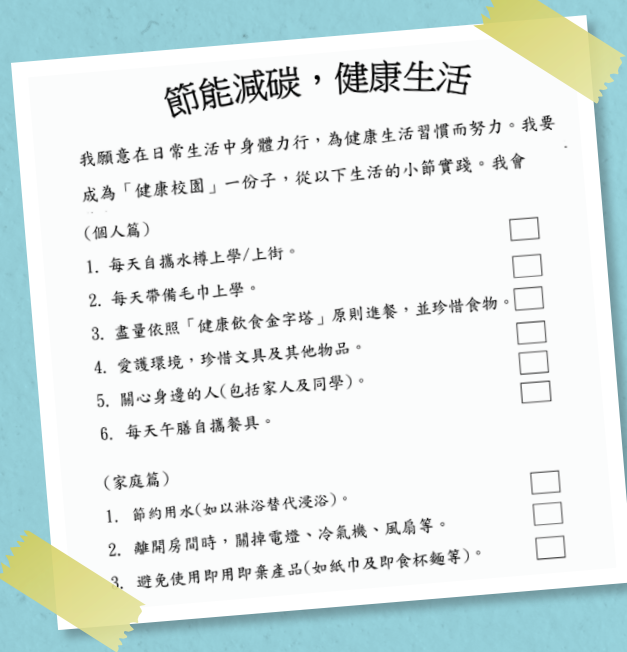 節能減碳，健康生活
我願意在日常生活中身體力行，為健康生活習慣而努力。我要
成為「健康校園」一份子，從以下生活的小節實踐。我會
(個人篇)
1. 每天自攜水樽上學/上街。
2. 每天帶備毛巾上學。
3. 盡量依照「健康飲食金字塔」原則進餐，並珍惜食物。
4. 愛護環境，珍惜文具及其他物品。
5. 關心身邊的人(包括家人及同學)。
6. 每天午膳自攜餐具。
(家庭篇)
1. 節約用水(如以淋浴替代浸浴)。
2. 離開房間時，關掉電燈、冷氣機、風扇等。
3. 避免使用即用即棄產品(如紙巾及即食杯麵等)。